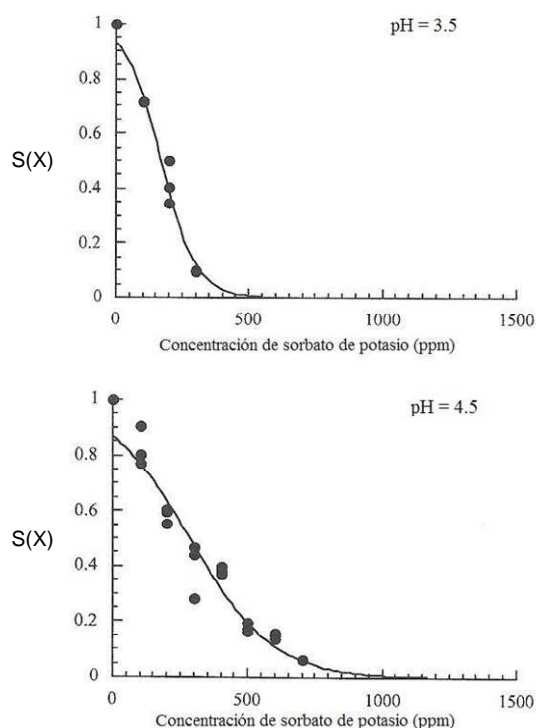 1
pH = 3.5
0.8
0.6
S(X)
0.4
0.2
0
0 500 1000 1500
Concentración de sorbato de potasio (ppm)
1
pH = 4.5
0.8
0.6
S(X)
0.4
0.2
0
0 500 1000 1500
Concentración de sorbato de potasio (ppm)